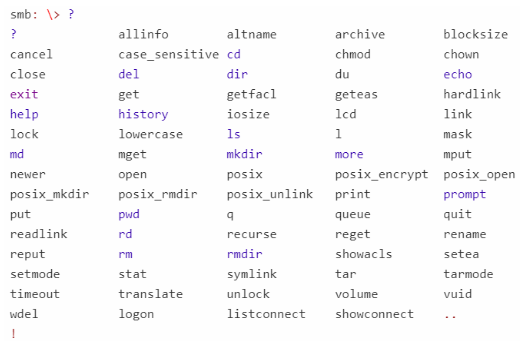 smb: \> ?
? allinfo altname archive blocksize
cancel case_sensitive cd chmod chown
close del dir du echo
exit get getfacl geteas hardlink
help history iosize lcd link
lock lowercase ls l mask
md mget mkdir more mput
newer open posix posix_encrypt posix_open
posix_mkdir posix_rmdir posix_unlink print prompt
put pwd q queue quit
readlink rd recurse reget rename
reput rm rmdir showacls setea
setmode stat symlink tar tarmode
timeout translate unlock volume vuid
wdel logon listconnect showconnect ..
!